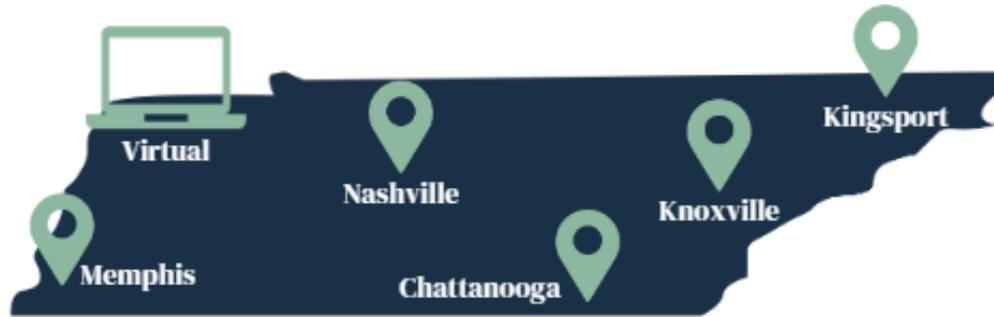 Kingsport
Virtual
Nashville
Knoxville
Memphis
Chattanooga